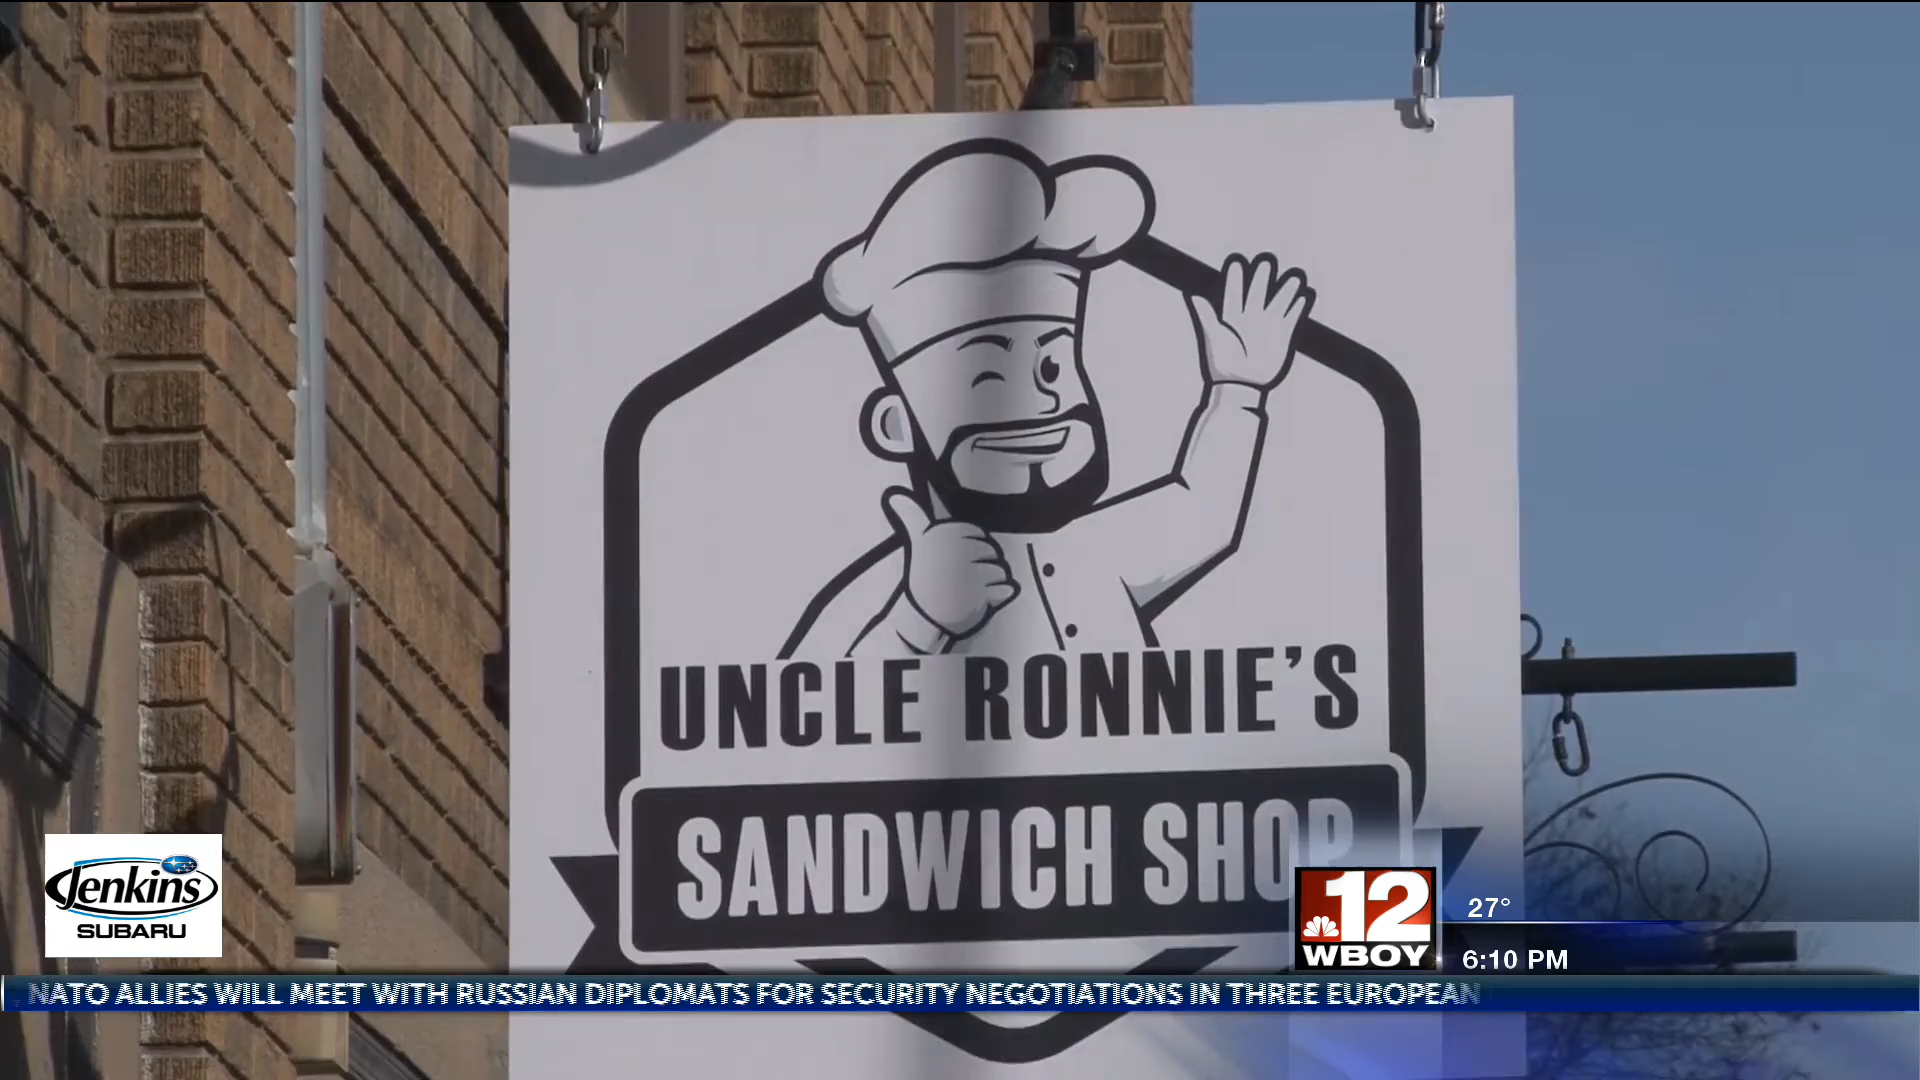 UNCLE RONNIE'S
SANDWICH SHOP
Jenkins
SUBARU
12
WBOY
27°
6:10 PM
NATO ALLIES WILL MEET WITH RUSSIAN DIPLOMATS FOR SECURITY NEGOTIATIONS IN THREE EUROPEAN